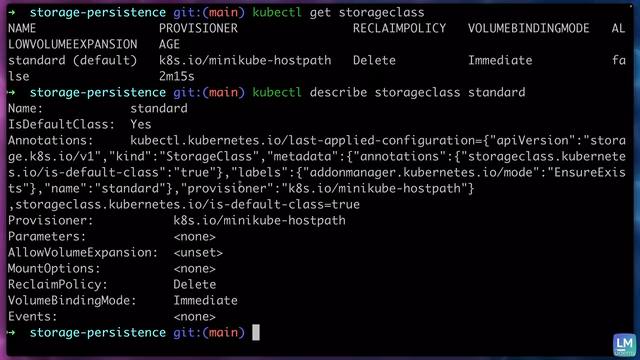 → storage-persistence git:(main) kubectl get storageclass
NAME PROVISIONER RECLAIMPOLICY VOLUMEBINDINGMODE AL
LOWVOLUMEEXPANSION AGE
standard (default) k8s.io/minikube-hostpath Delete Immediate fa
lse 2m15s
→ storage-persistence git:(main) kubectl describe storageclass standard
Name: standard
IsDefaultClass: Yes
Annotations: kubectl.kubernetes.io/last-applied-configuration={"apiVersion":"stora
ge.k8s.io/v1","kind":"StorageClass","metadata":{"annotations":{"storageclass.kubernete
s.io/is-default-class":"true"},"labels":{"addonmanager.kubernetes.io/mode":"EnsureExis
ts"},"name":"standard"},"provisioner":"k8s.io/minikube-hostpath"}
,storageclass.kubernetes.io/is-default-class=true
Provisioner: k8s.io/minikube-hostpath
Parameters: <none>
AllowVolumeExpansion: <unset>
MountOptions: <none>
ReclaimPolicy: Delete
VolumeBindingMode: Immediate
Events: <none>
→ storage-persistence git:(main)
LM